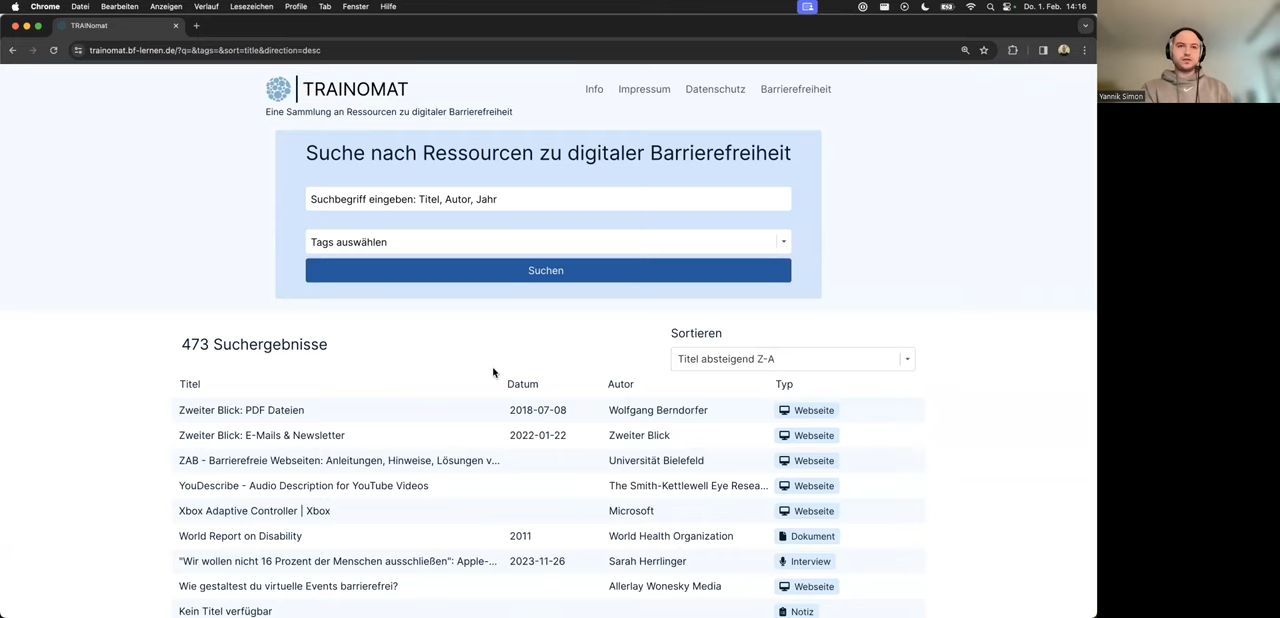 Chrome Datei Bearbeiten Anzeigen Verlauf Lesezeichen Profile Tab Fenster Hilfe Do. 1. Feb. 14:16
TRAINomat
trainomat.bf-lernen.de/?q=&tags=&sort=title&direction=desc
TRAINOMAT
Info Impressum Datenschutz Barrierefreiheit
Eine Sammlung an Ressourcen zu digitaler Barrierefreiheit
Yannik Simon
Suche nach Ressourcen zu digitaler Barrierefreiheit
Suchbegriff eingeben: Titel, Autor, Jahr
Tags auswählen
Suchen
473 Suchergebnisse
Sortieren
Titel absteigend Z-A
Titel Datum Autor Typ
Zweiter Blick: PDF Dateien 2018-07-08 Wolfgang Berndorfer Webseite
Zweiter Blick: E-Mails & Newsletter 2022-01-22 Zweiter Blick Webseite
ZAB - Barrierefreie Webseiten: Anleitungen, Hinweise, Lösungen v... Universität Bielefeld Webseite
YouDescribe - Audio Description for YouTube Videos The Smith-Kettlewell Eye Resea... Webseite
Xbox Adaptive Controller | Xbox Microsoft Webseite
World Report on Disability 2011 World Health Organization Dokument
"Wir wollen nicht 16 Prozent der Menschen ausschließen": Apple-... 2023-11-26 Sarah Herrlinger Interview
Wie gestaltest du virtuelle Events barrierefrei? Allerlay Wonesky Media Webseite
Kein Titel verfügbar Notiz